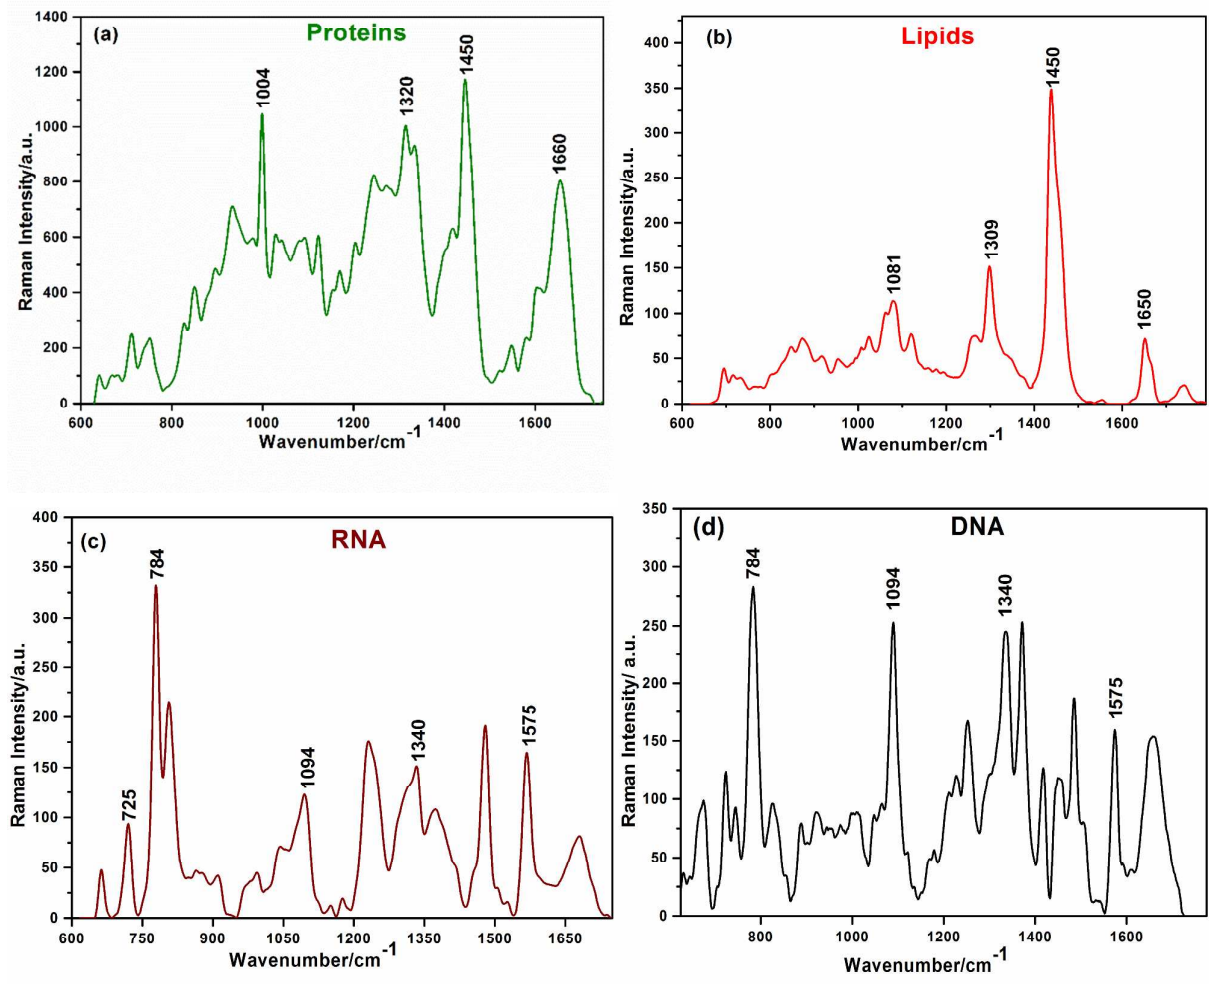 (a)
Proteins
1400
1200
1000
800
600
400
200
0
Raman Intensity/a.u.
1004
1320
1450
1660
600 800 1000 1200 1400 1600
Wavenumber/cm-1
(b)
Lipids
400
350
300
250
200
150
100
50
0
Raman Intensity/a.u.
1081
1309
1450
1650
600 800 1000 1200 1400 1600
Wavenumber/cm-1
(c)
RNA
400
350
300
250
200
150
100
50
0
Raman Intensity/a.u.
725
784
1094
1340
1575
600 750 900 1050 1200 1350 1500 1650
Wavenumber/cm-1
(d)
DNA
350
300
250
200
150
100
50
0
Raman Intensity/ a.u.
784
1094
1340
1575
800 1000 1200 1400 1600
Wavenumber/cm-1